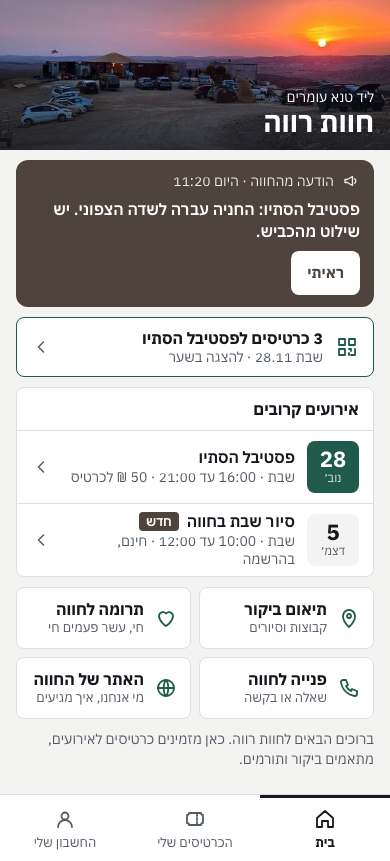 ליד טנא עומרים
חוות רווה
הודעה מהחווה · היום 11:20
פסטיבל הסתיו: החניה עברה לשדה הצפוני. יש
שילוט מהכביש.
ראיתי
3 כרטיסים לפסטיבל הסתיו
שבת 28.11 · להצגה בשער
אירועים קרובים
28
נוב׳
פסטיבל הסתיו
שבת · 16:00 עד 21:00 · 50 ₪ לכרטיס
5
דצמ׳
סיור שבת בחווה חדש
שבת · 10:00 עד 12:00 · חינם,
בהרשמה
תיאום ביקור
קבוצות וסיורים
תרומה לחווה
חי, עשר פעמים חי
פנייה לחווה
שאלה או בקשה
האתר של החווה
מי אנחנו, איך מגיעים
ברוכים הבאים לחוות רווה. כאן מזמינים כרטיסים לאירועים,
מתאמים ביקור ותורמים.
בית
הכרטיסים שלי
החשבון שלי